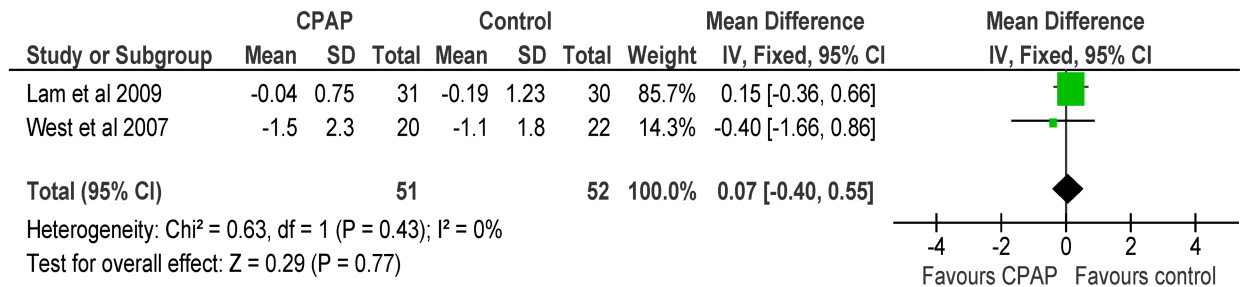 CPAP Control Mean Difference Mean Difference
Study or Subgroup Mean SD Total Mean SD Total Weight IV, Fixed, 95% CI IV, Fixed, 95% CI
Lam et al 2009 -0.04 0.75 31 -0.19 1.23 30 85.7% 0.15 [-0.36, 0.66]
West et al 2007 -1.5 2.3 20 -1.1 1.8 22 14.3% -0.40 [-1.66, 0.86]
Total (95% CI) 51 52 100.0% 0.07 [-0.40, 0.55]
Heterogeneity: Chi² = 0.63, df = 1 (P = 0.43); I² = 0%
Test for overall effect: Z = 0.29 (P = 0.77)
-4 -2 0 2 4
Favours CPAP Favours control